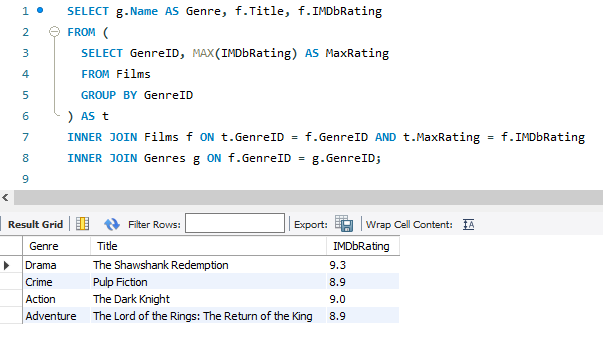 1 SELECT g.Name AS Genre, f.Title, f.IMDbRating
2 FROM (
3 SELECT GenreID, MAX(IMDbRating) AS MaxRating
4 FROM Films
5 GROUP BY GenreID
6 ) AS t
7 INNER JOIN Films f ON t.GenreID = f.GenreID AND t.MaxRating = f.IMDbRating
8 INNER JOIN Genres g ON f.GenreID = g.GenreID;
9
Result Grid Filter Rows: Export: Wrap Cell Content: IA
Genre Title IMDbRating
Drama The Shawshank Redemption 9.3
Crime Pulp Fiction 8.9
Action The Dark Knight 9.0
Adventure The Lord of the Rings: The Return of the King 8.9